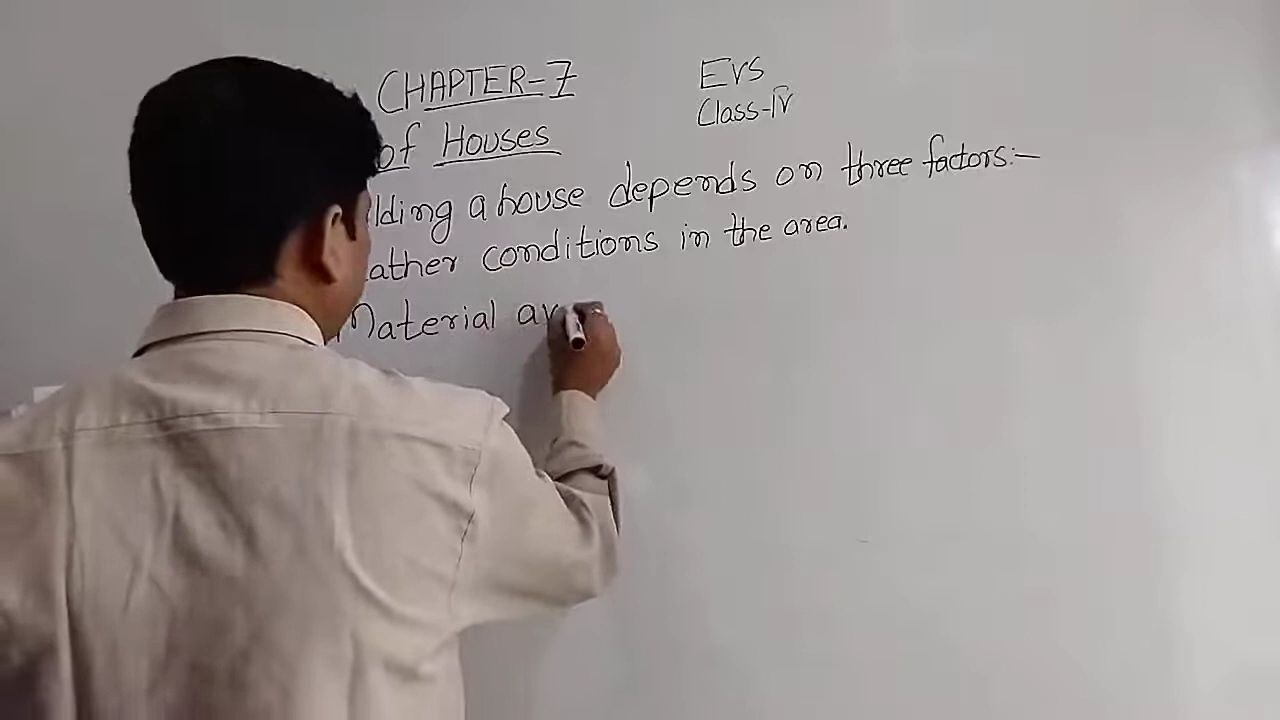 CHAPTER-7
EVS
Class-IV
of Houses
lding a house depends on three factors:-
ather conditions in the area.
Material av